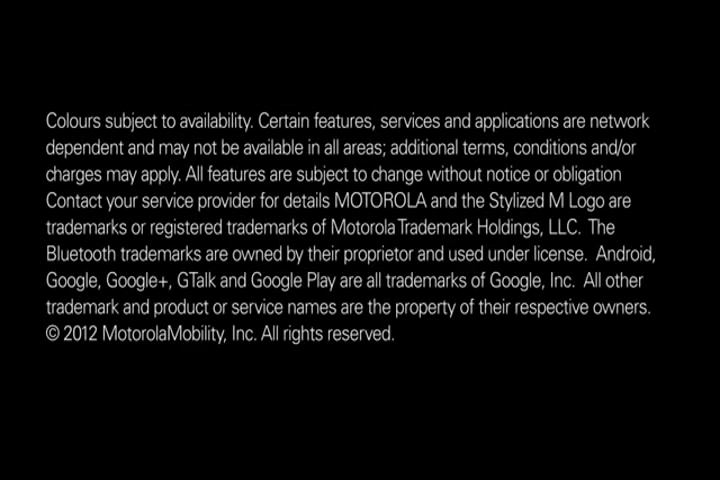 Colours subject to availability. Certain features, services and applications are network
dependent and may not be available in all areas; additional terms, conditions and/or
charges may apply. All features are subject to change without notice or obligation
Contact your service provider for details MOTOROLA and the Stylized M Logo are
trademarks or registered trademarks of Motorola Trademark Holdings, LLC. The
Bluetooth trademarks are owned by their proprietor and used under license. Android,
Google, Google+, GTalk and Google Play are all trademarks of Google, Inc. All other
trademark and product or service names are the property of their respective owners.
© 2012 MotorolaMobility, Inc. All rights reserved.